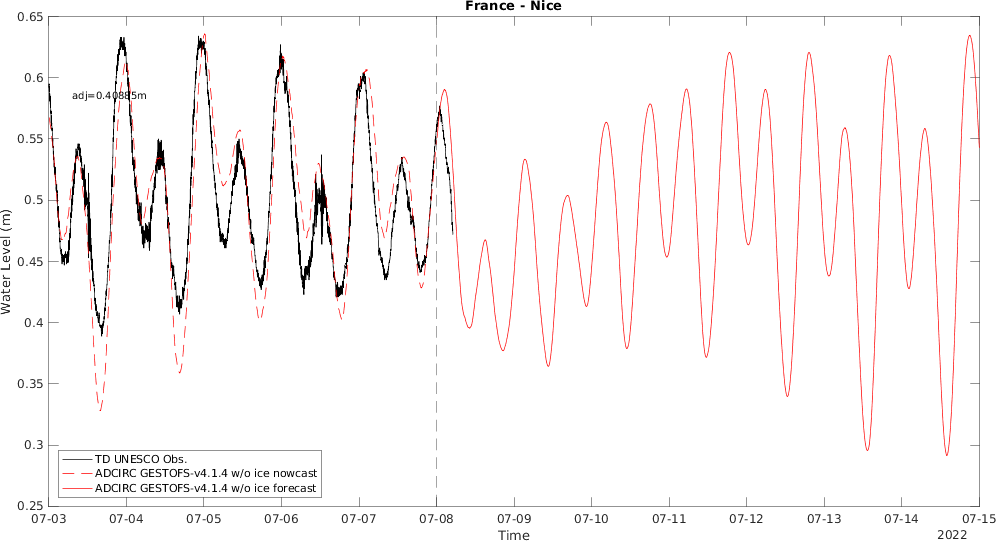 France - Nice
Water Level (m)
0.65
0.6
0.55
0.5
0.45
0.4
0.35
0.3
0.25
adj=0.40885m
TD UNESCO Obs.
ADCIRC GESTOFS-v4.1.4 w/o ice nowcast
ADCIRC GESTOFS-v4.1.4 w/o ice forecast
07-03 07-04 07-05 07-06 07-07 07-08 07-09 07-10 07-11 07-12 07-13 07-14 07-15
Time
2022